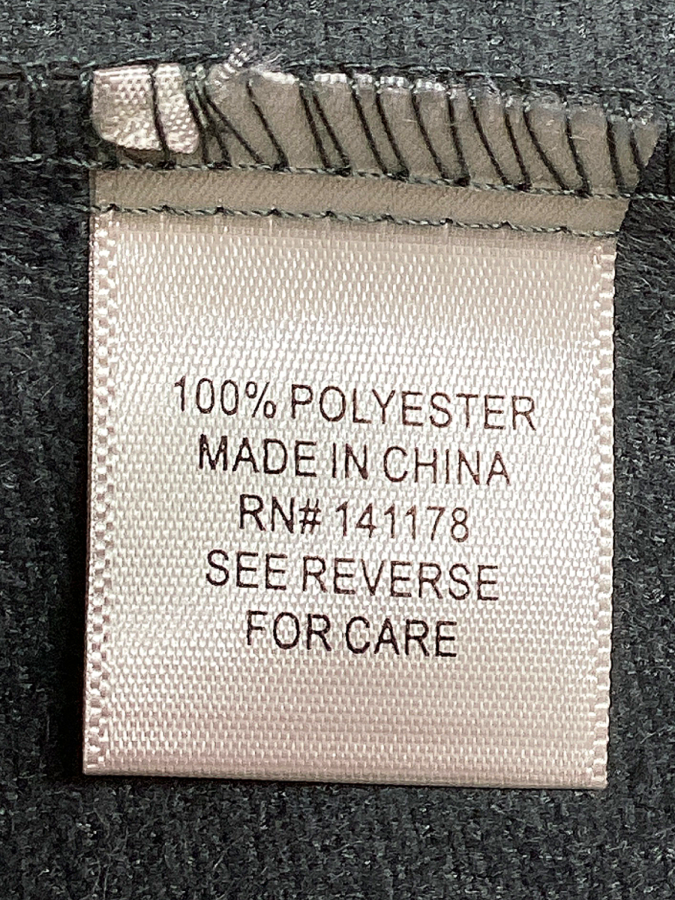 100% POLYESTER
MADE IN CHINA
RN# 141178
SEE REVERSE
FOR CARE